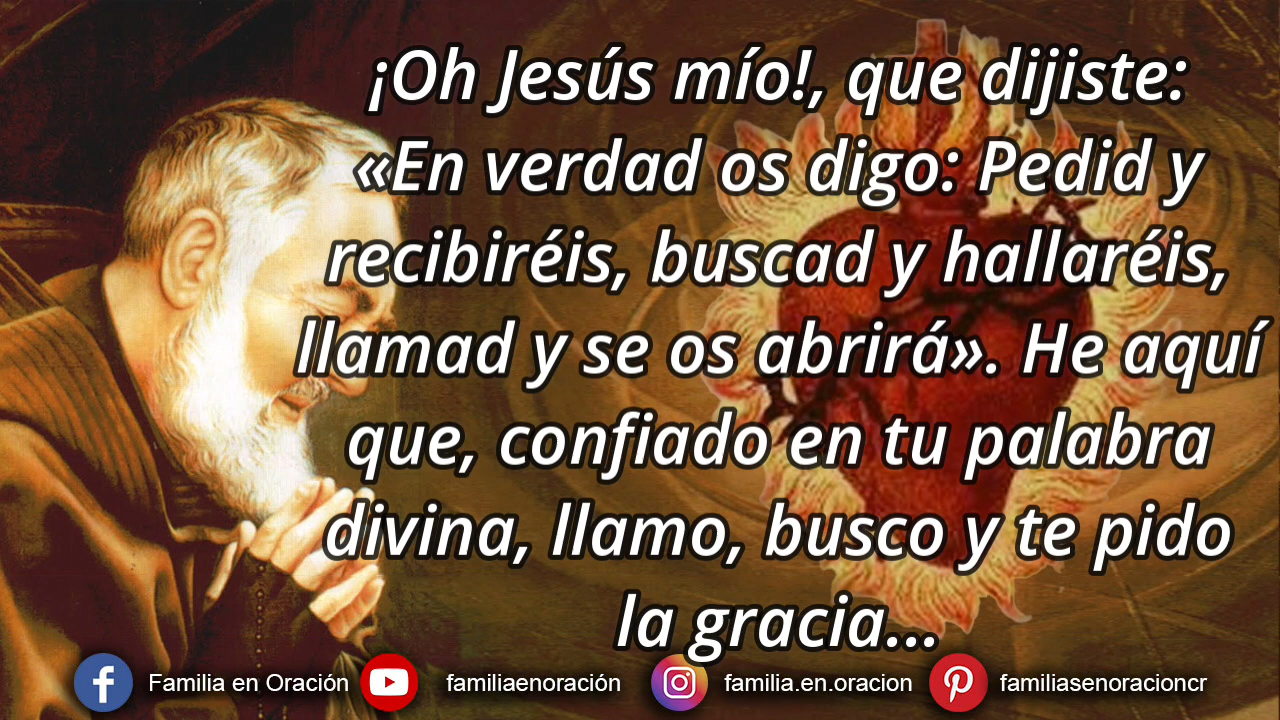 ¡Oh Jesús mío!, que dijiste:
«En verdad os digo: Pedid y
recibiréis, buscad y hallaréis,
llamad y se os abrirá». He aquí
que, confiado en tu palabra
divina, llamo, busco y te pido
la gracia...
Familia en Oración familiaenoración familia.en.oracion familiasenoracioncr